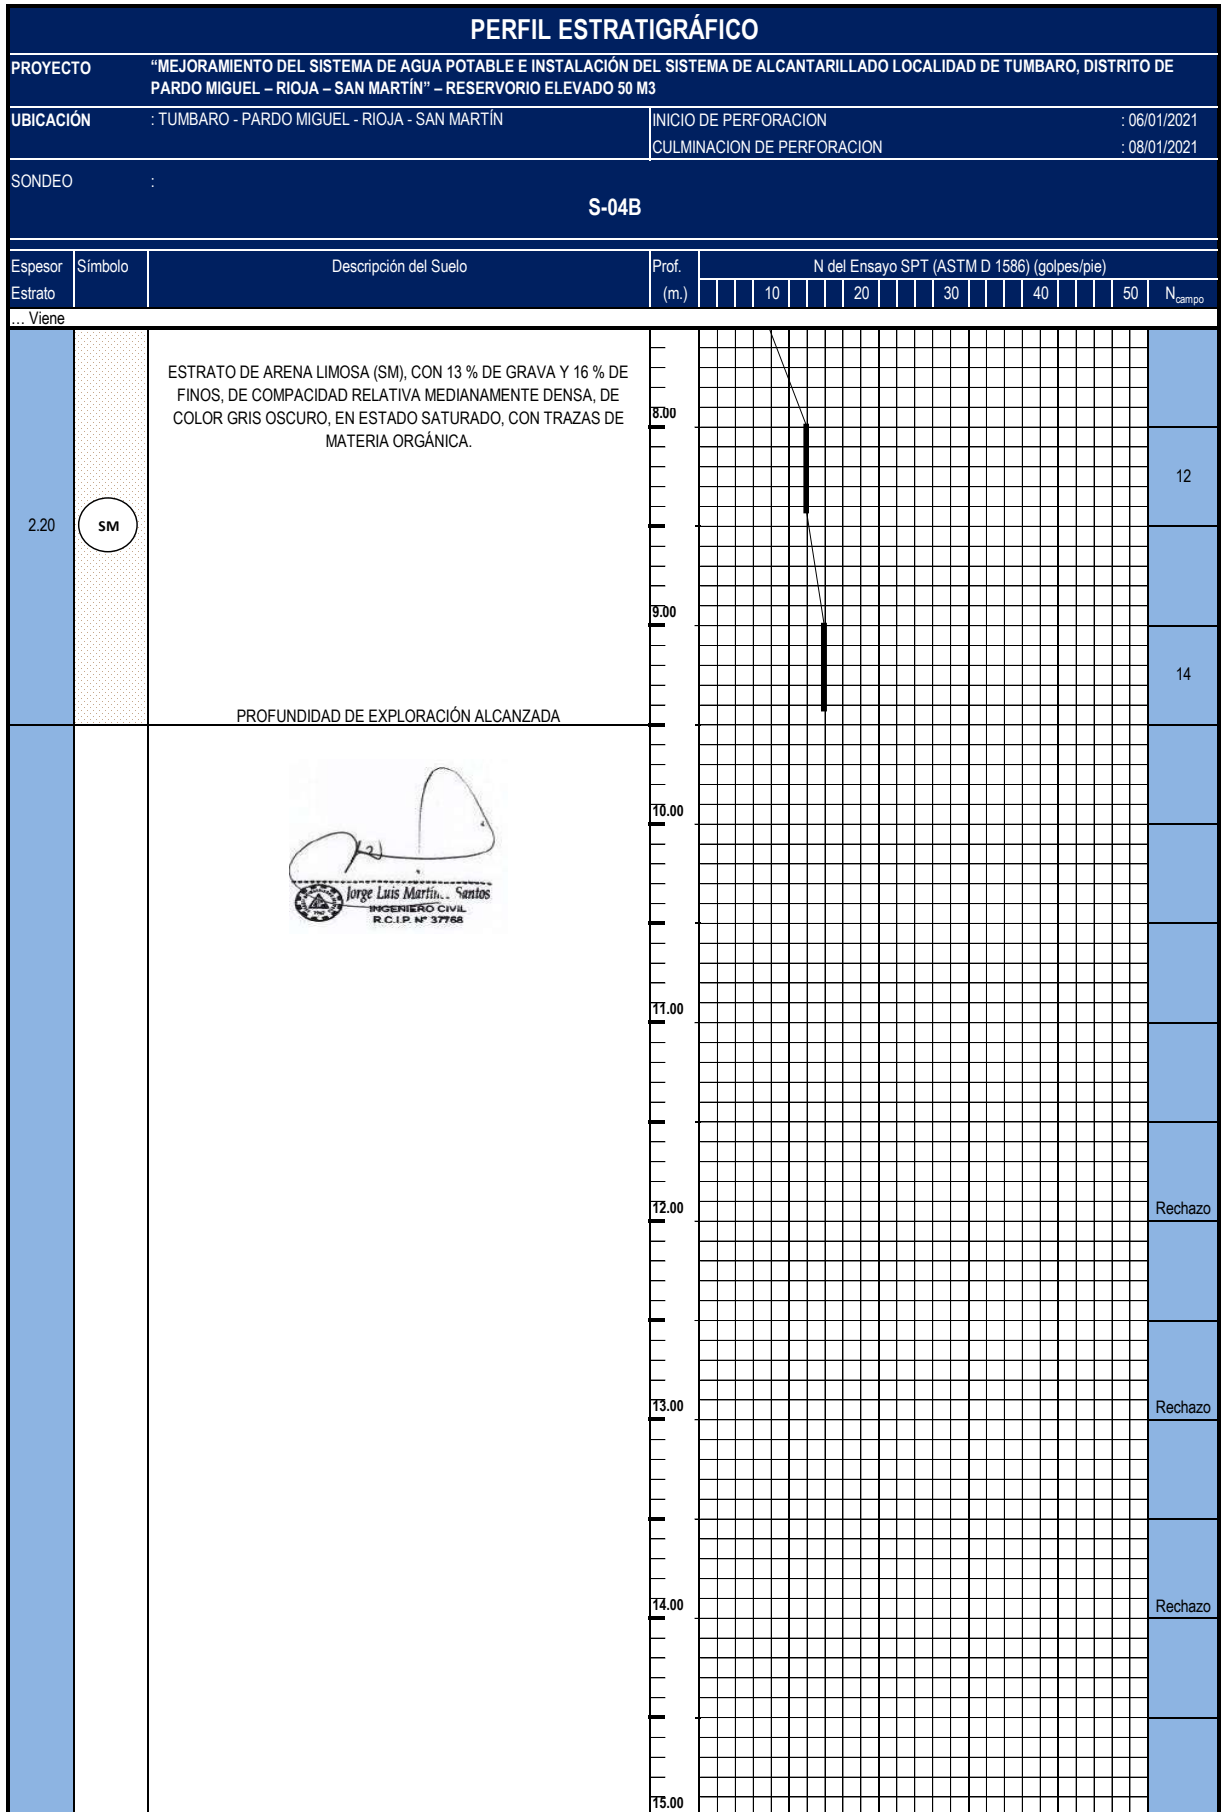 PERFIL ESTRATIGRÁFICO
PROYECTO
“MEJORAMIENTO DEL SISTEMA DE AGUA POTABLE E INSTALACIÓN DEL SISTEMA DE ALCANTARILLADO LOCALIDAD DE TUMBARO, DISTRITO DE
PARDO MIGUEL – RIOJA – SAN MARTÍN” – RESERVORIO ELEVADO 50 M3
UBICACIÓN : TUMBARO - PARDO MIGUEL - RIOJA - SAN MARTÍN
INICIO DE PERFORACION : 06/01/2021
CULMINACION DE PERFORACION : 08/01/2021
SONDEO :
S-04B
Espesor Símbolo Descripción del Suelo Prof. N del Ensayo SPT (ASTM D 1586) (golpes/pie)
Estrato (m.) 10 20 30 40 50 Ncampo
... Viene
ESTRATO DE ARENA LIMOSA (SM), CON 13 % DE GRAVA Y 16 % DE
FINOS, DE COMPACIDAD RELATIVA MEDIANAMENTE DENSA, DE
COLOR GRIS OSCURO, EN ESTADO SATURADO, CON TRAZAS DE
MATERIA ORGÁNICA.
8.00
12
2.20 SM
9.00
14
PROFUNDIDAD DE EXPLORACIÓN ALCANZADA
10.00
Jorge Luis Santos
INGENIERO CIVIL
R.C.I.P. N° 37768
11.00
12.00 Rechazo
13.00 Rechazo
14.00 Rechazo
15.00